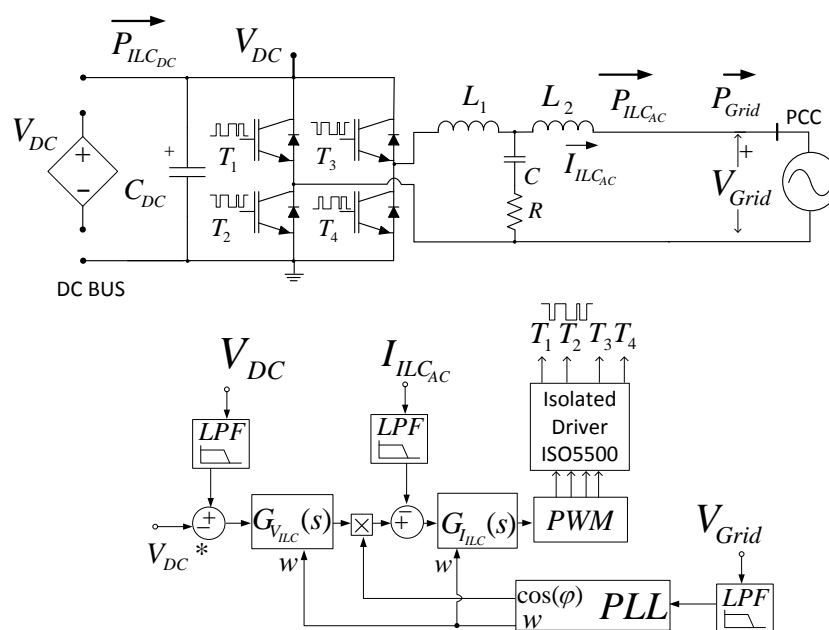 P_ILC_DC
V_DC
L_1
L_2
P_ILC_AC
P_Grid
PCC
V_DC
+
−
C_DC
+
T_1
T_3
C
I_ILC_AC
+
V_Grid
T_2
T_4
R
−
DC BUS
T_1 T_2 T_3 T_4
V_DC
I_ILC_AC
LPF
LPF
Isolated
Driver
ISO5500
+
−
G_V_ILC(s)
×
−
+
G_I_ILC(s)
PWM
V_Grid
V_DC*
w
w
cos(φ)
w
PLL
LPF